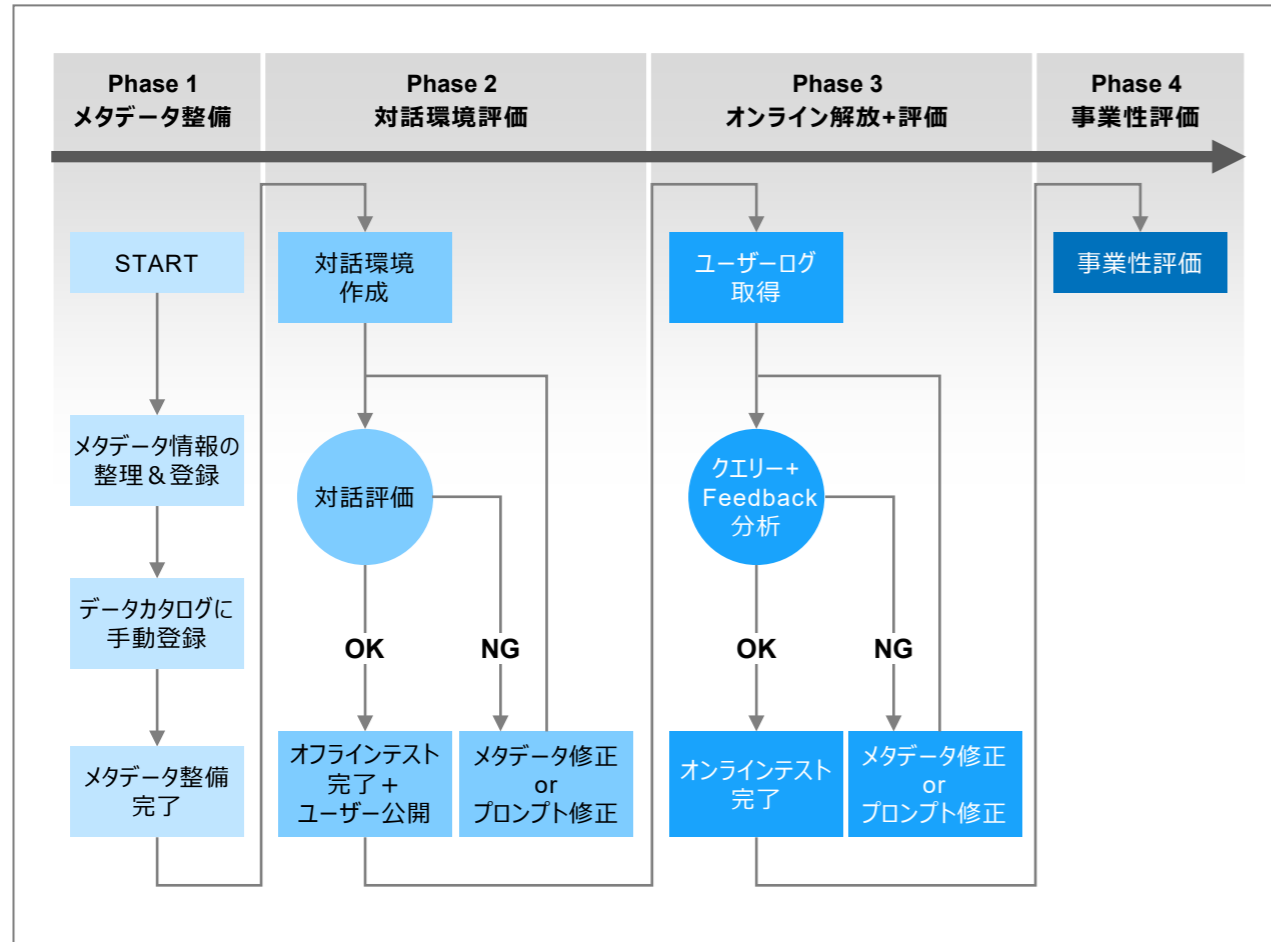 Phase 1
メタデータ整備
Phase 2
対話環境評価
Phase 3
オンライン解放+評価
Phase 4
事業性評価
START
メタデータ情報の
整理＆登録
データカタログに
手動登録
メタデータ整備
完了
対話環境
作成
対話評価
OK
NG
オフラインテスト
完了＋
ユーザー公開
メタデータ修正
or
プロンプト修正
ユーザーログ
取得
クエリー+
Feedback
分析
OK
NG
オンラインテスト
完了
メタデータ修正
or
プロンプト修正
事業性評価